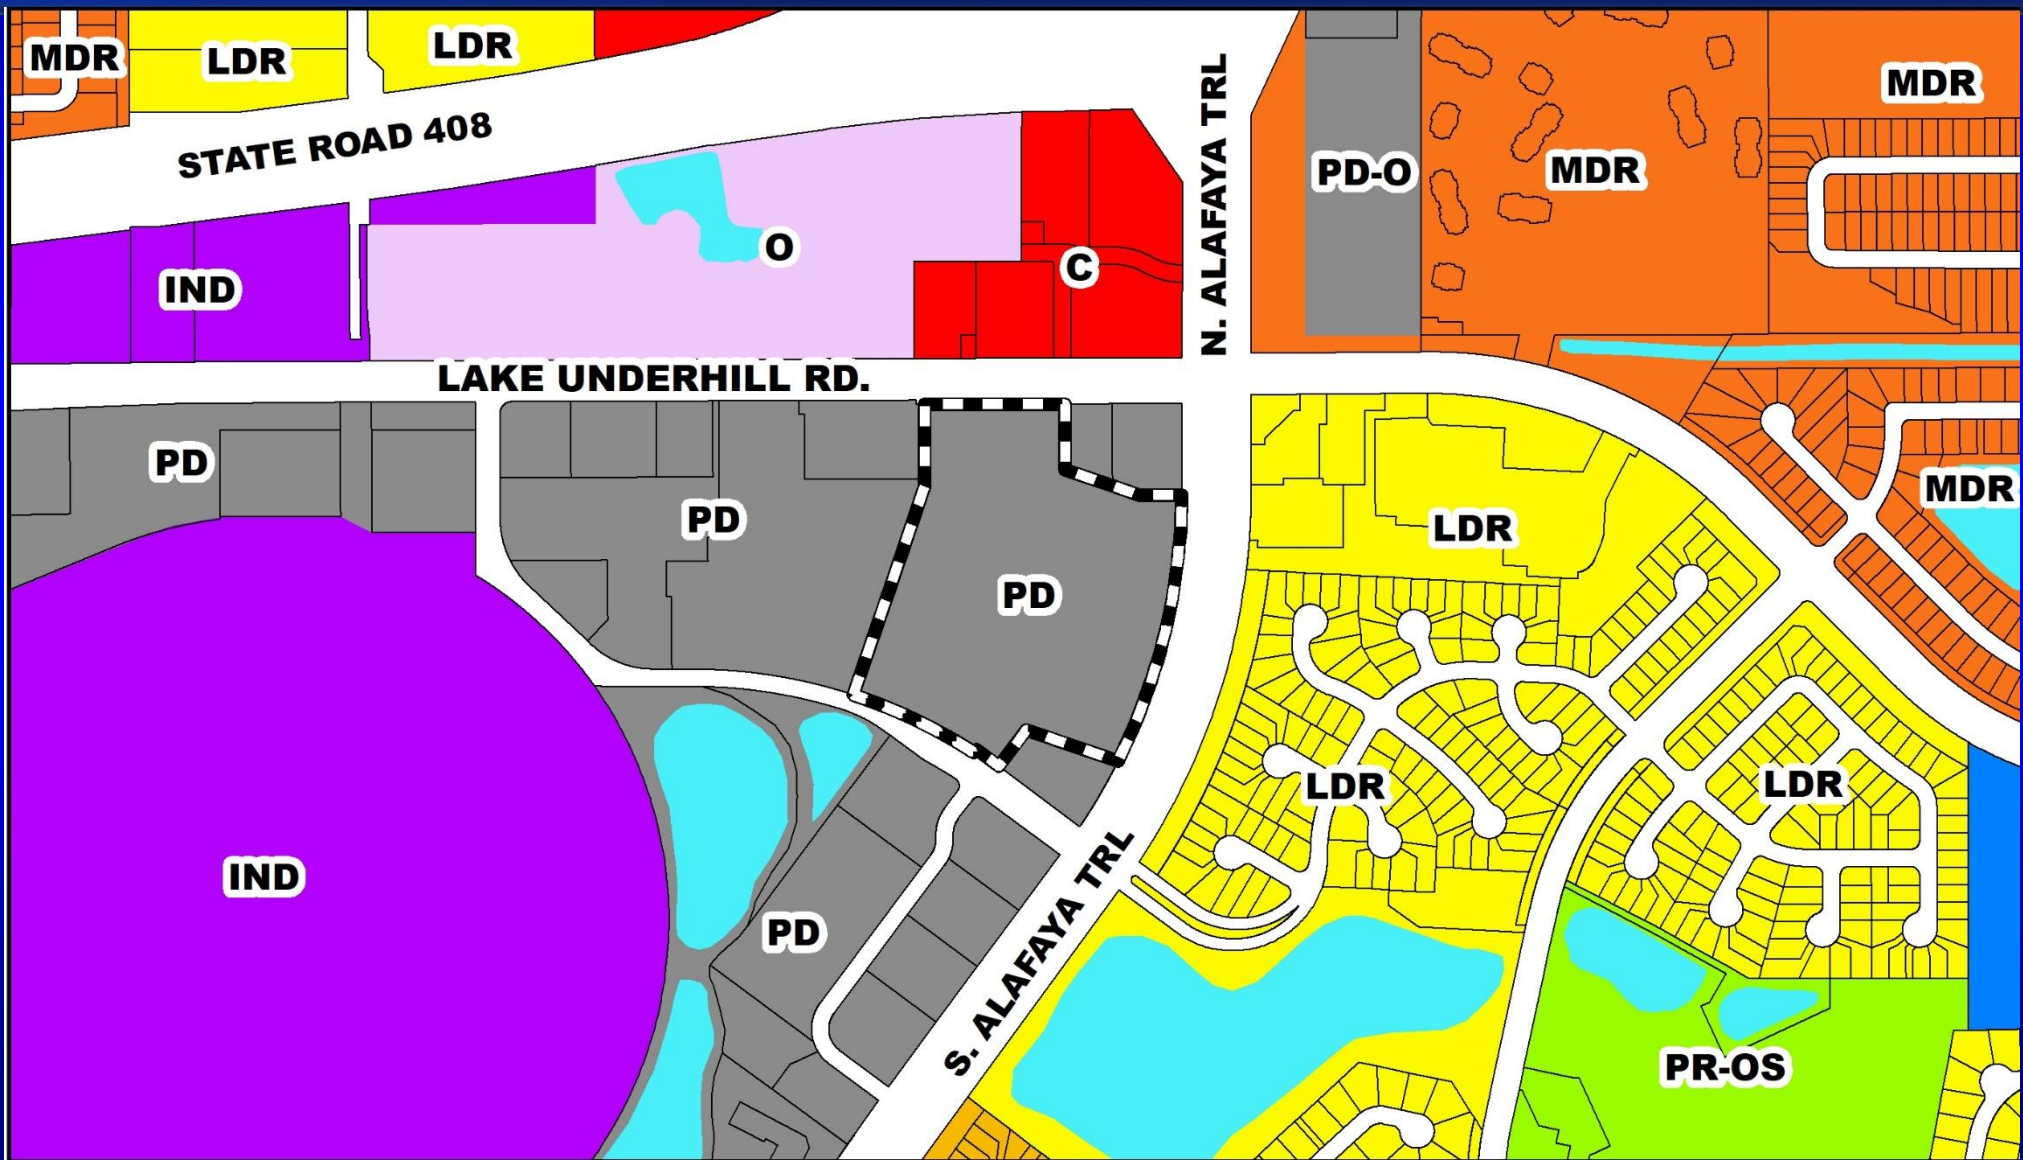 MDR
LDR
LDR
STATE ROAD 408
N. ALAFAYA TRL
MDR
PD-O
MDR
O
C
IND
LAKE UNDERHILL RD.
PD
PD
PD
LDR
MDR
LDR
LDR
IND
PD
S. ALAFAYA TRL
PR-OS